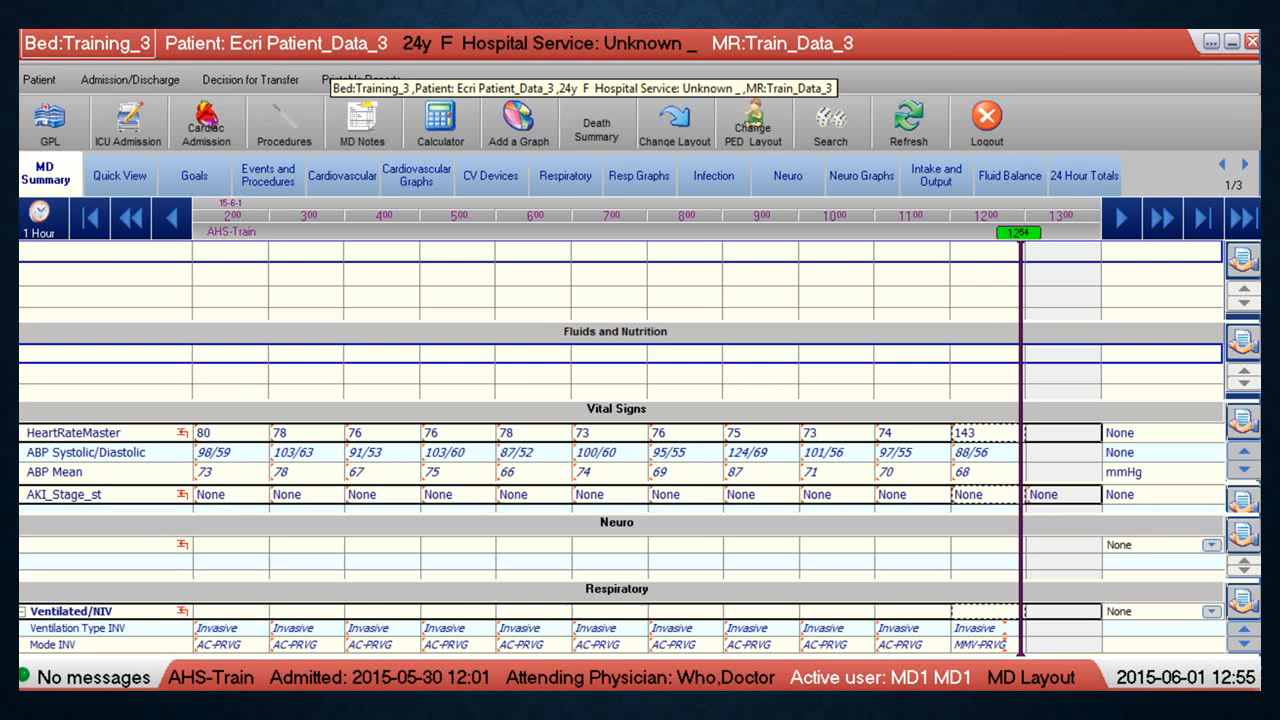 Bed:Training_3 Patient: Ecri Patient_Data_3 24y F Hospital Service: Unknown _ MR:Train_Data_3
Patient Admission/Discharge Decision for Transfer Printable Reports
Bed:Training_3 ,Patient: Ecri Patient_Data_3 ,24y F Hospital Service: Unknown _ ,MR:Train_Data_3
GPL
ICU Admission
Cardiac Admission
Procedures
MD Notes
Calculator
Add a Graph
Death Summary
Change Layout
Change PED Layout
Search
Refresh
Logout
MD Summary
Quick View
Goals
Events and Procedures
Cardiovascular
Cardiovascular Graphs
CV Devices
Respiratory
Resp Graphs
Infection
Neuro
Neuro Graphs
Intake and Output
Fluid Balance
24 Hour Totals
1/3
1 Hour
15-6-1
200 300 400 500 600 700 800 900 1000 1100 1200 1300
AHS-Train
1254
Fluids and Nutrition
Vital Signs
HeartRateMaster 80 78 76 76 78 73 76 75 73 74 143 None
ABP Systolic/Diastolic 98/59 103/63 91/53 103/60 87/52 100/60 95/55 124/69 101/56 97/55 88/56 None
ABP Mean 73 78 67 75 66 74 69 87 71 70 68 mmHg
AKI_Stage_st None None None None None None None None None None None None None
Neuro
None
Respiratory
Ventilated/NIV None
Ventilation Type INV Invasive Invasive Invasive Invasive Invasive Invasive Invasive Invasive Invasive Invasive Invasive
Mode INV AC-PRVG AC-PRVG AC-PRVG AC-PRVG AC-PRVG AC-PRVG AC-PRVG AC-PRVG AC-PRVG AC-PRVG MMV-PRVG
No messages AHS-Train Admitted: 2015-05-30 12:01 Attending Physician: Who,Doctor Active user: MD1 MD1 MD Layout 2015-06-01 12:55